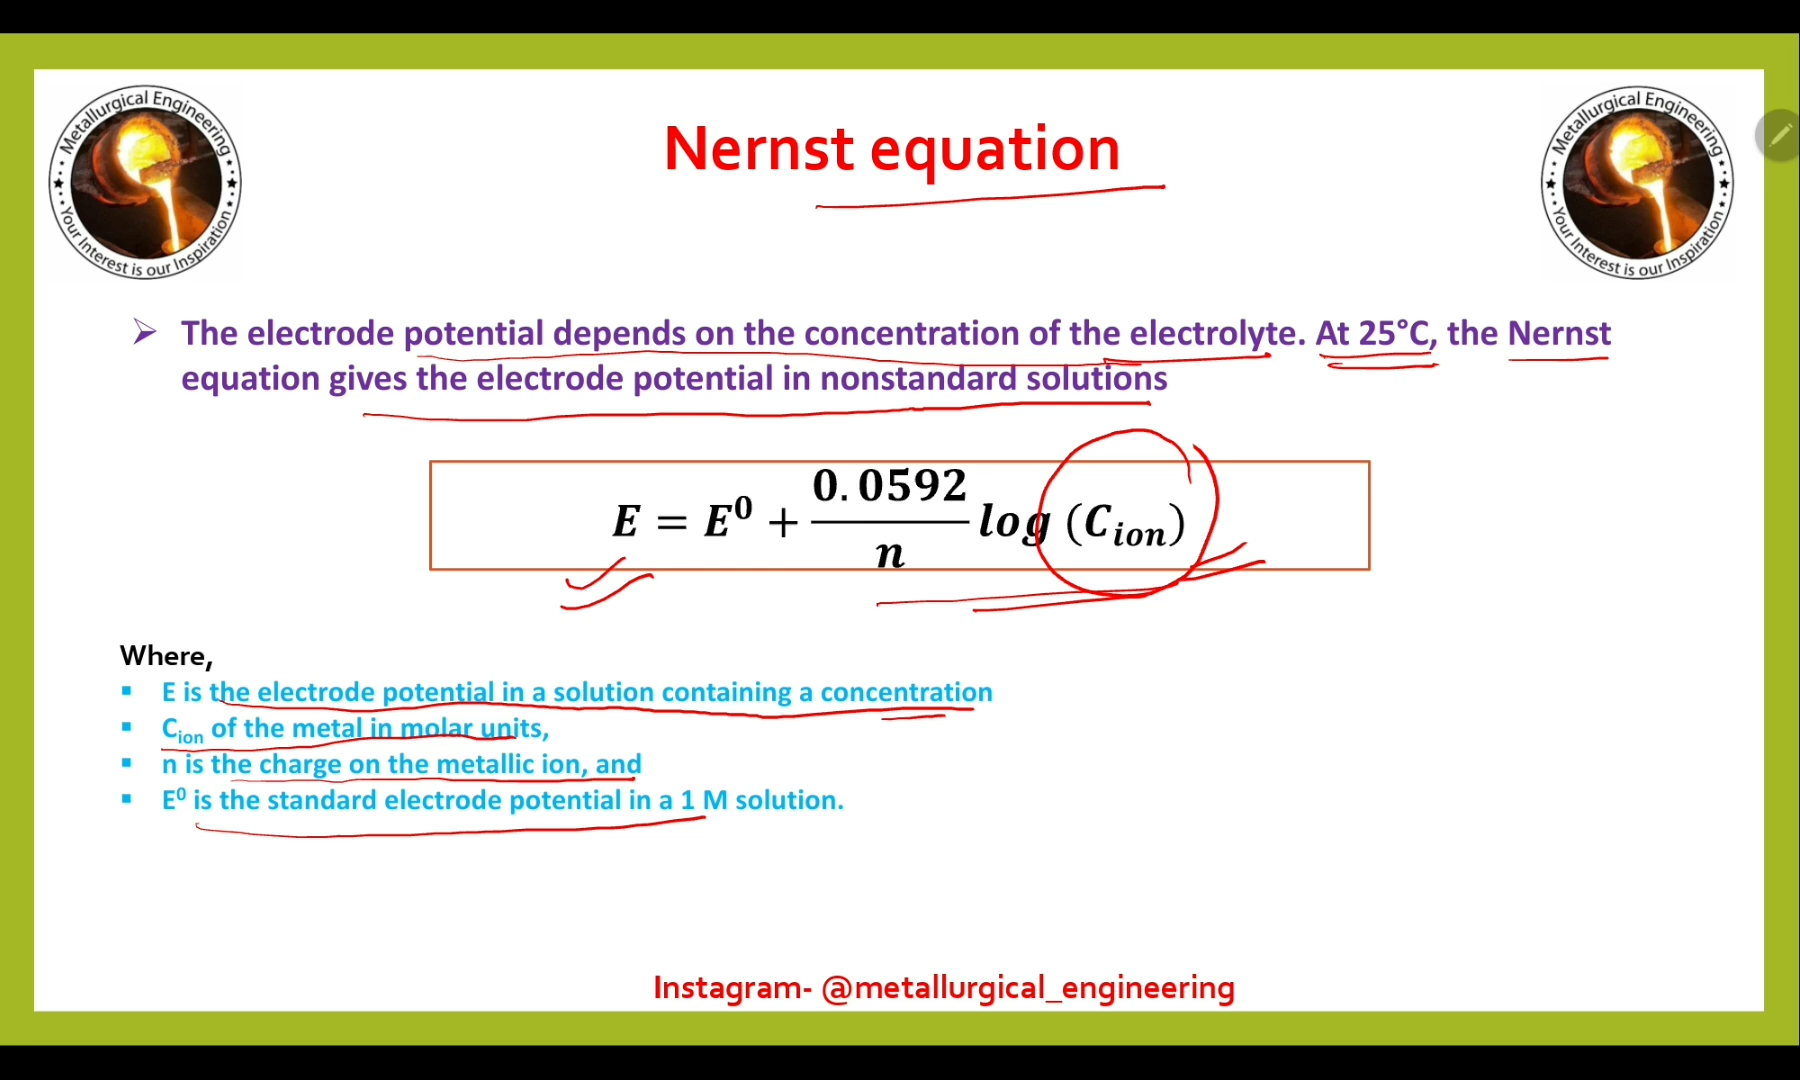 Metallurgical Engineering
Your Interest is our Inspiration
Metallurgical Engineering
Your Interest is our Inspiration
Nernst equation
The electrode potential depends on the concentration of the electrolyte. At 25°C, the Nernst
equation gives the electrode potential in nonstandard solutions
E = E⁰ + 0.0592/n log (C_ion)
Where,
E is the electrode potential in a solution containing a concentration
C_ion of the metal in molar units,
n is the charge on the metallic ion, and
E⁰ is the standard electrode potential in a 1 M solution.
Instagram- @metallurgical_engineering